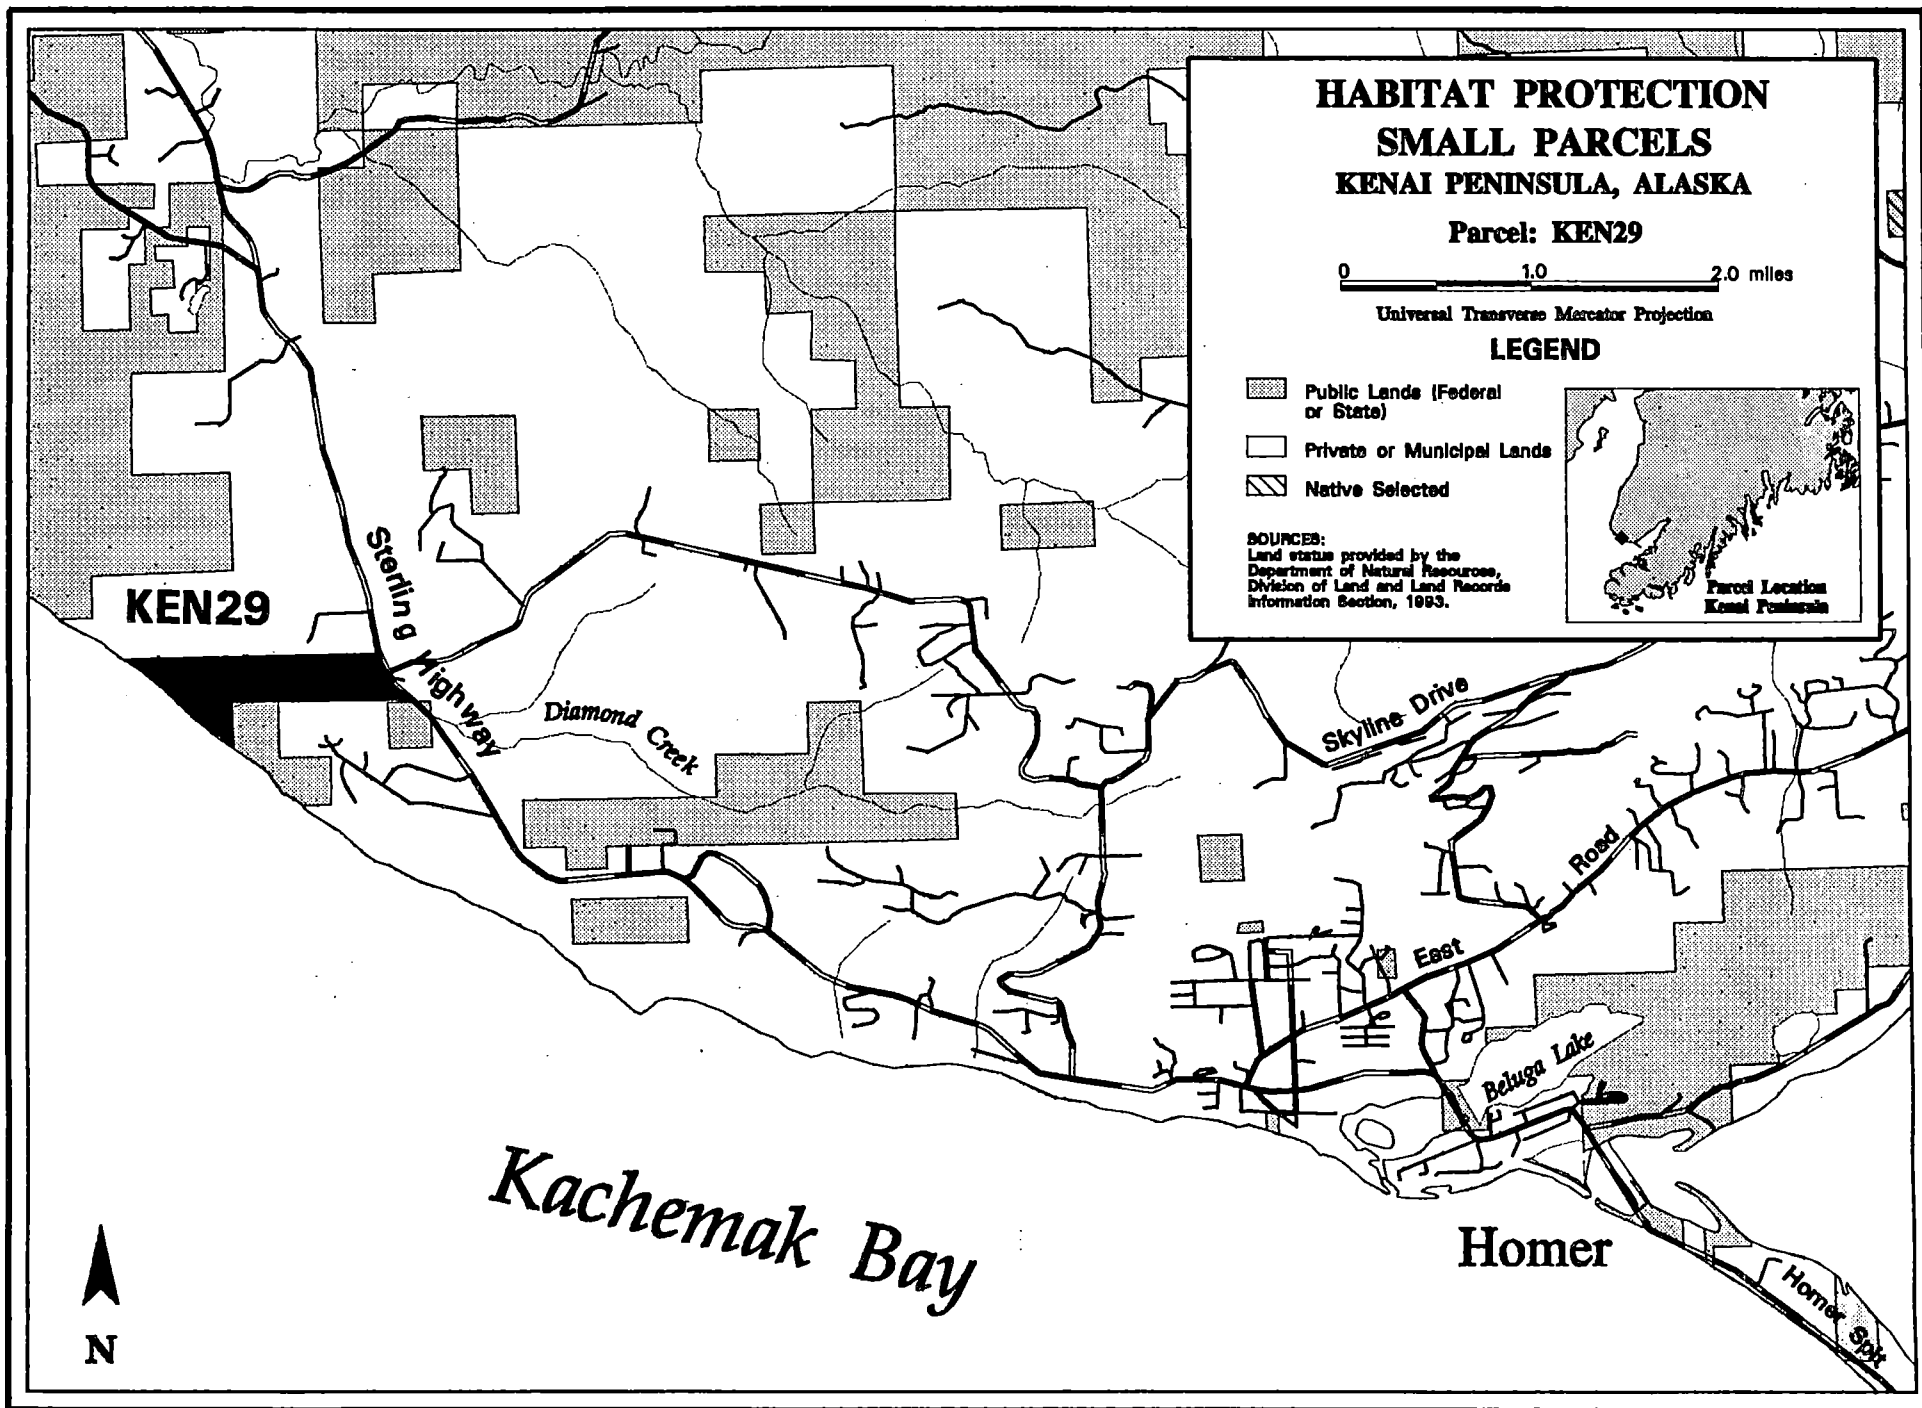 HABITAT PROTECTION
SMALL PARCELS
KENAI PENINSULA, ALASKA
Parcel: KEN29
0 1.0 2.0 miles
Universal Transverse Mercator Projection
LEGEND
Public Lands (Federal
or State)
Private or Municipal Lands
Native Selected
SOURCES:
Land status provided by the
Department of Natural Resources,
Division of Land and Land Records
Information Section, 1993.
Parcel Location
Kenai Peninsula
KEN29
Sterling Highway
Diamond Creek
Skyline Drive
East Road
Beluga Lake
Kachemak Bay
Homer
Homer Spit
N